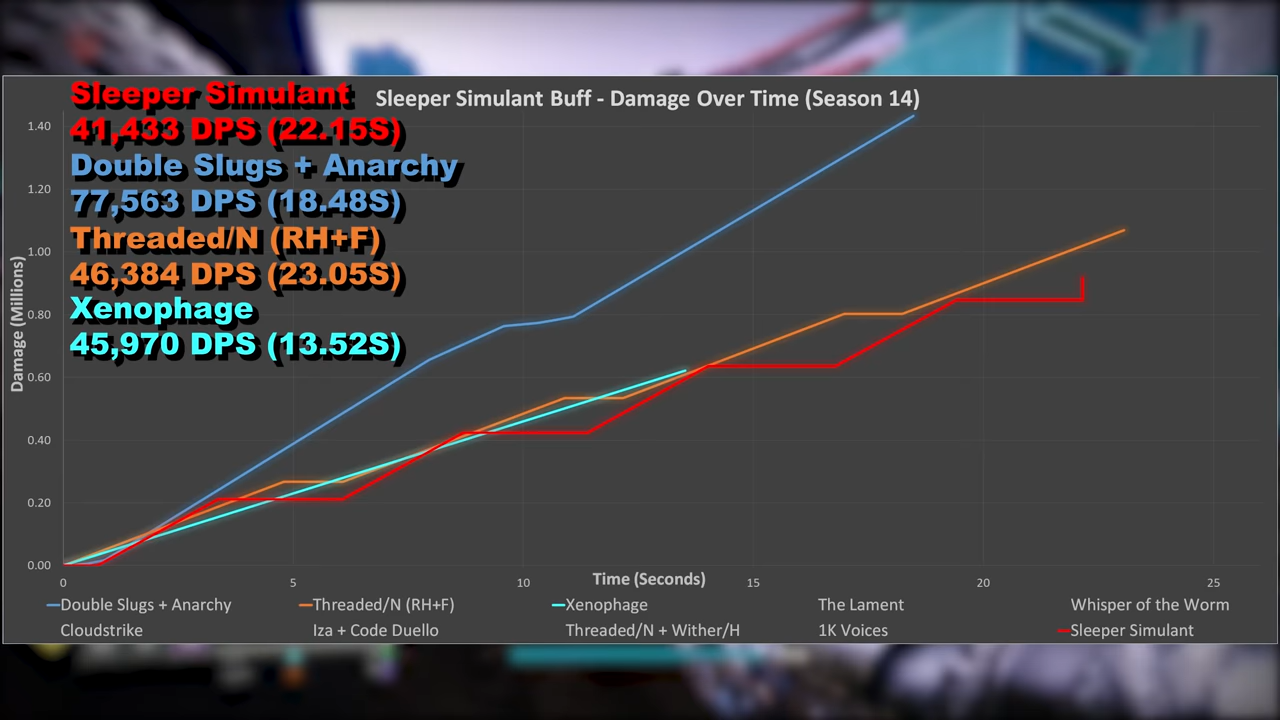 Sleeper Simulant
41,433 DPS (22.15S)
Double Slugs + Anarchy
77,563 DPS (18.48S)
Threaded/N (RH+F)
46,384 DPS (23.05S)
Xenophage
45,970 DPS (13.52S)
Sleeper Simulant Buff - Damage Over Time (Season 14)
Damage (Millions)
1.40
1.20
1.00
0.80
0.60
0.40
0.20
0.00
0 5 10 15 20 25
Time (Seconds)
Double Slugs + Anarchy Threaded/N (RH+F) Xenophage The Lament Whisper of the Worm
Cloudstrike Iza + Code Duello Threaded/N + Wither/H 1K Voices Sleeper Simulant